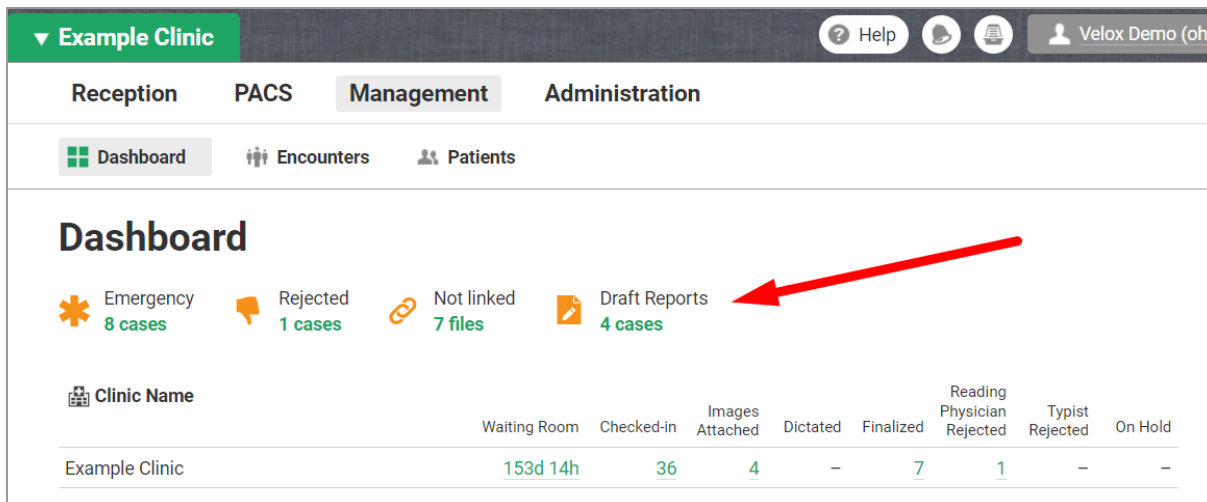 Example Clinic
Help
Velox Demo (oh
Reception PACS Management Administration
Dashboard Encounters Patients
Dashboard
Emergency Rejected Not linked Draft Reports
8 cases 1 cases 7 files 4 cases
Clinic Name
Waiting Room Checked-in Images Attached Dictated Finalized Reading Physician Rejected Typist Rejected On Hold
Example Clinic 153d 14h 36 4 – 7 1 – –